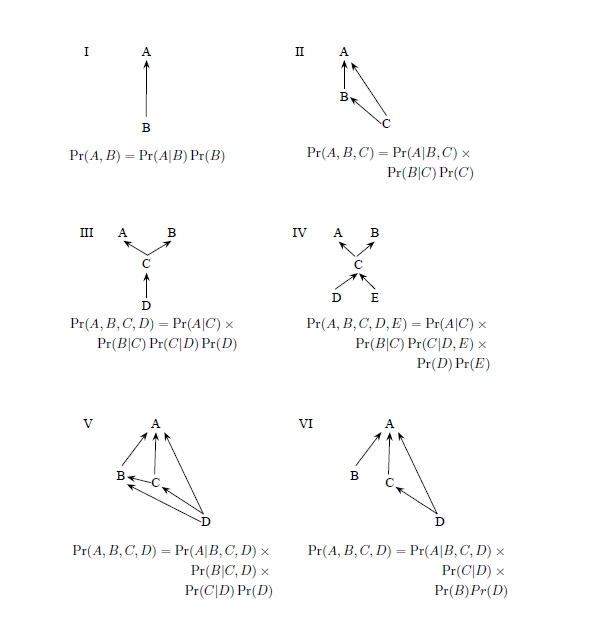 I
A
B
Pr(A, B) = Pr(A|B) Pr(B)
II
A
B
C
Pr(A, B, C) = Pr(A|B, C) ×
Pr(B|C) Pr(C)
III
A B
C
D
Pr(A, B, C, D) = Pr(A|C) ×
Pr(B|C) Pr(C|D) Pr(D)
IV
A B
C
D E
Pr(A, B, C, D, E) = Pr(A|C) ×
Pr(B|C) Pr(C|D, E) ×
Pr(D) Pr(E)
V
A
B C
D
Pr(A, B, C, D) = Pr(A|B, C, D) ×
Pr(B|C, D) ×
Pr(C|D) Pr(D)
VI
A
B C
D
Pr(A, B, C, D) = Pr(A|B, C, D) ×
Pr(C|D) ×
Pr(B)Pr(D)